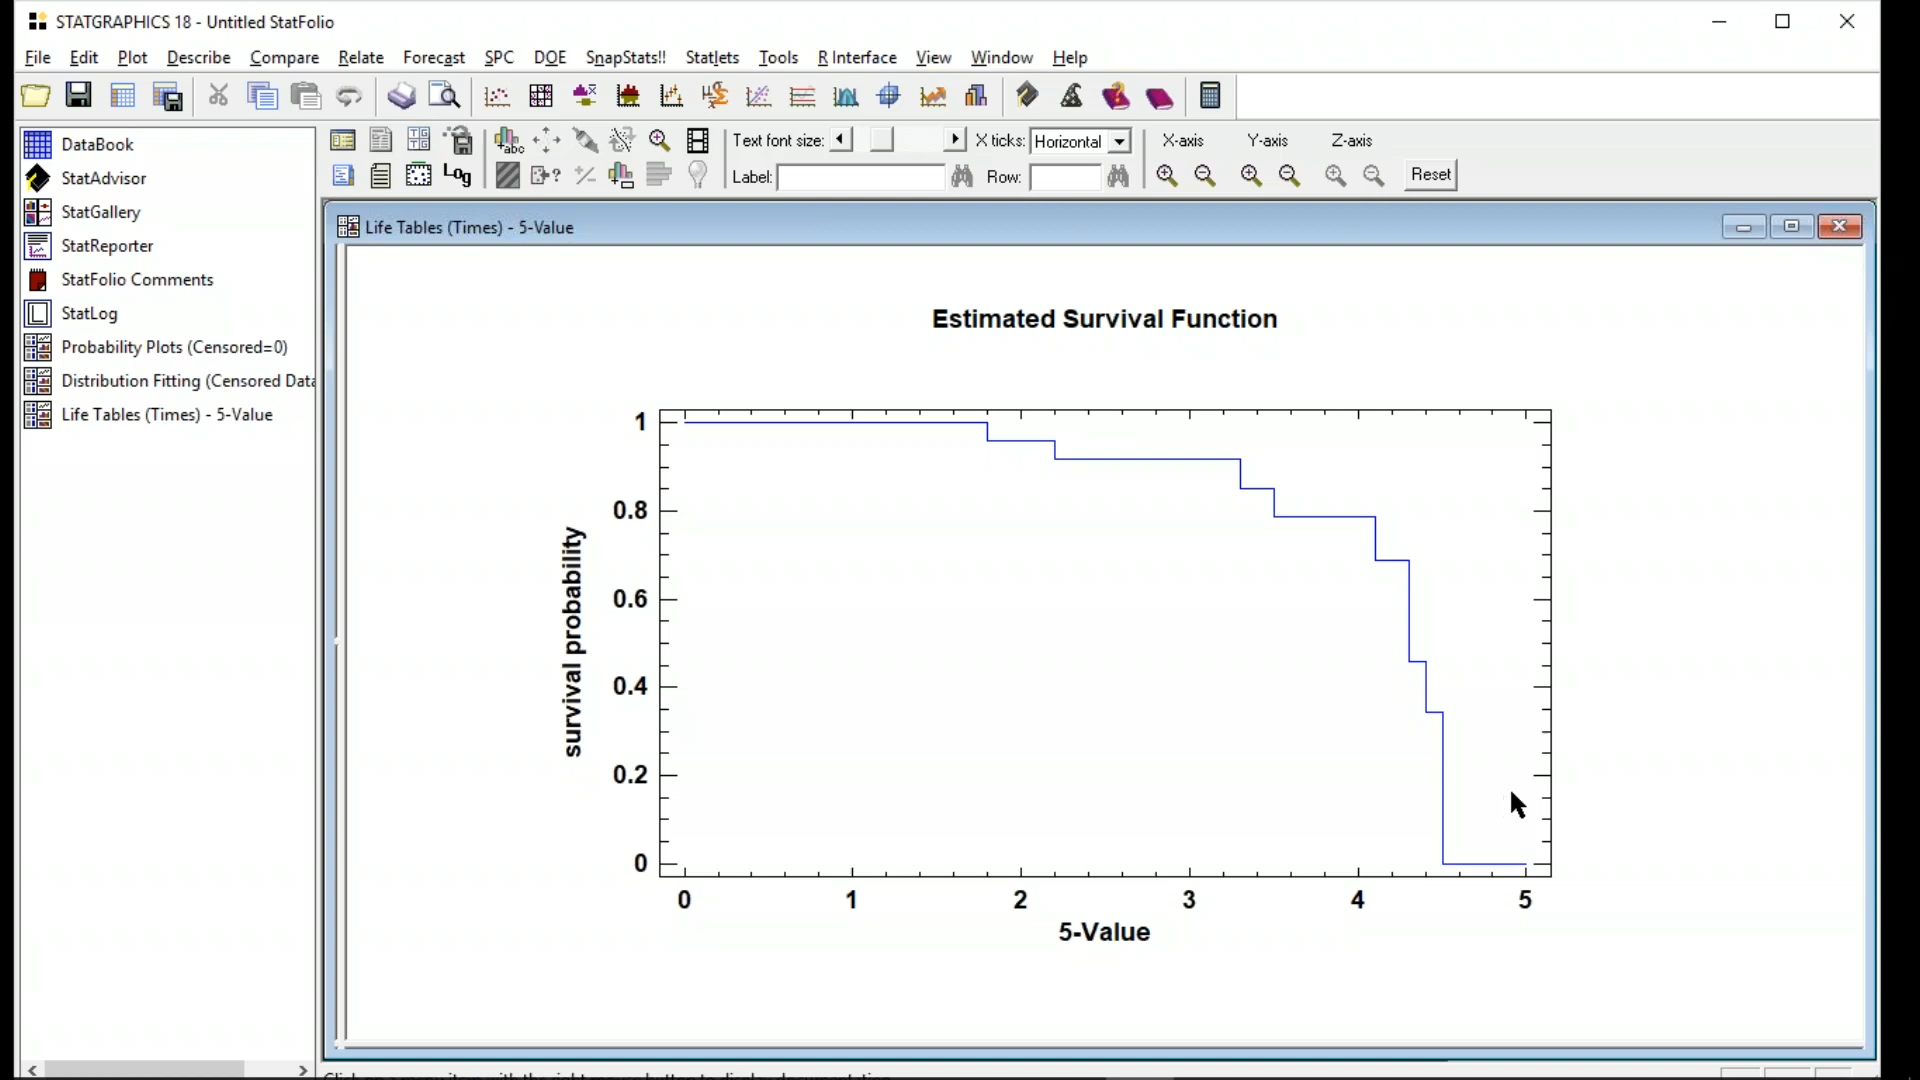 STATGRAPHICS 18 - Untitled StatFolio
File Edit Plot Describe Compare Relate Forecast SPC DOE SnapStats!! Statlets Tools R Interface View Window Help
Text font size: X ticks: Horizontal X-axis Y-axis Z-axis
Log Label: Row: Reset
DataBook
StatAdvisor
StatGallery
StatReporter
StatFolio Comments
StatLog
Probability Plots (Censored=0)
Distribution Fitting (Censored Data
Life Tables (Times) - 5-Value
Life Tables (Times) - 5-Value
Estimated Survival Function
1
0.8
0.6
0.4
0.2
0
survival probability
0 1 2 3 4 5
5-Value